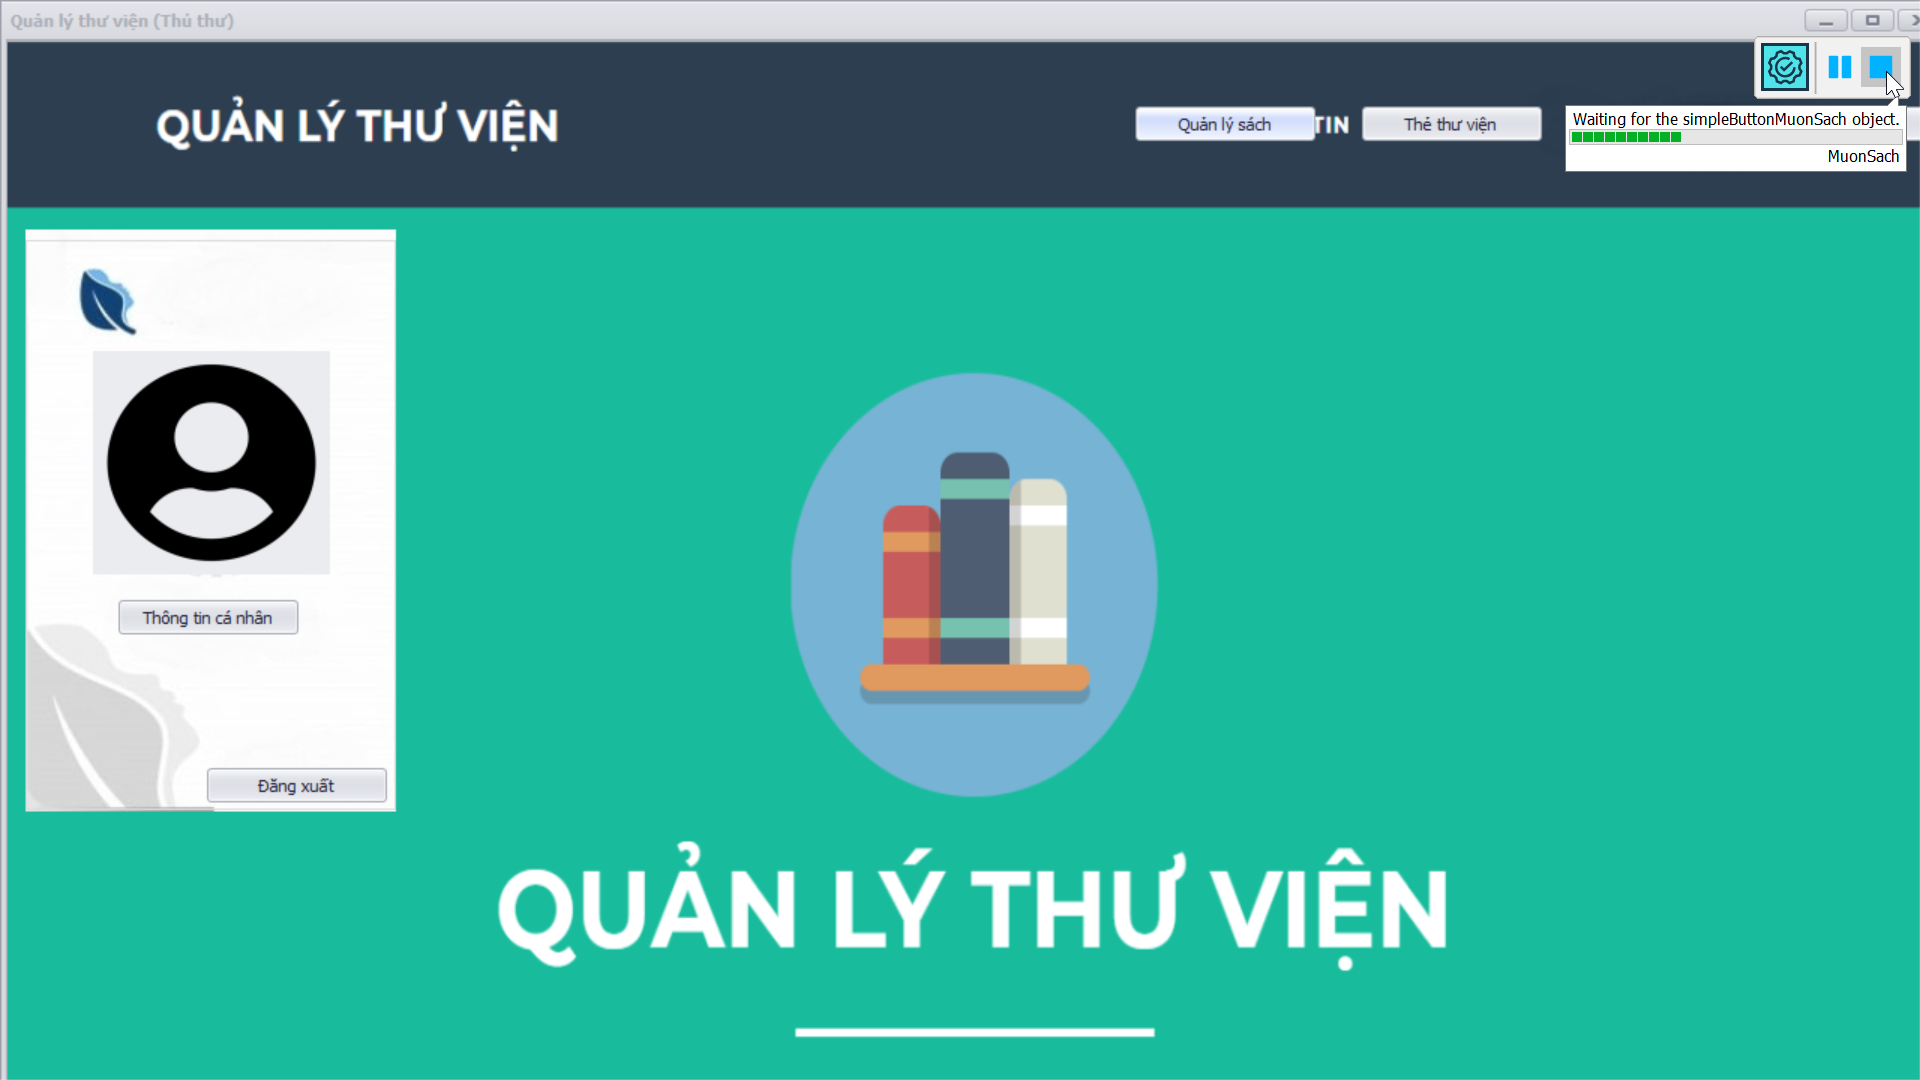 Quản lý thư viện (Thủ thư)
QUẢN LÝ THƯ VIỆN
Quản lý sách
TIN
Thẻ thư viện
Waiting for the simpleButtonMuonSach object.
MuonSach
Thông tin cá nhân
Đăng xuất
QUẢN LÝ THƯ VIỆN